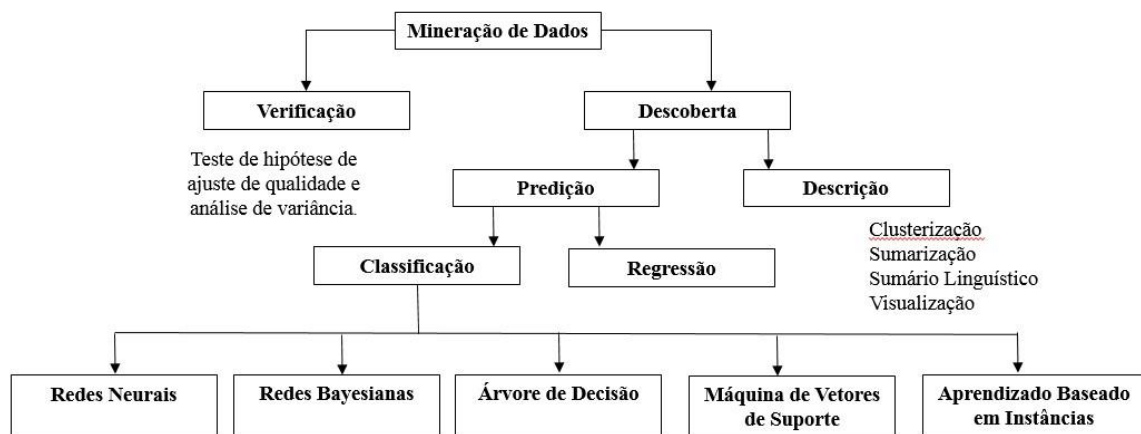 Mineração de Dados
Verificação
Descoberta
Teste de hipótese de
ajuste de qualidade e
análise de variância.
Predição
Descrição
Clusterização
Sumarização
Sumário Linguístico
Visualização
Classificação
Regressão
Redes Neurais
Redes Bayesianas
Árvore de Decisão
Máquina de Vetores
de Suporte
Aprendizado Baseado
em Instâncias